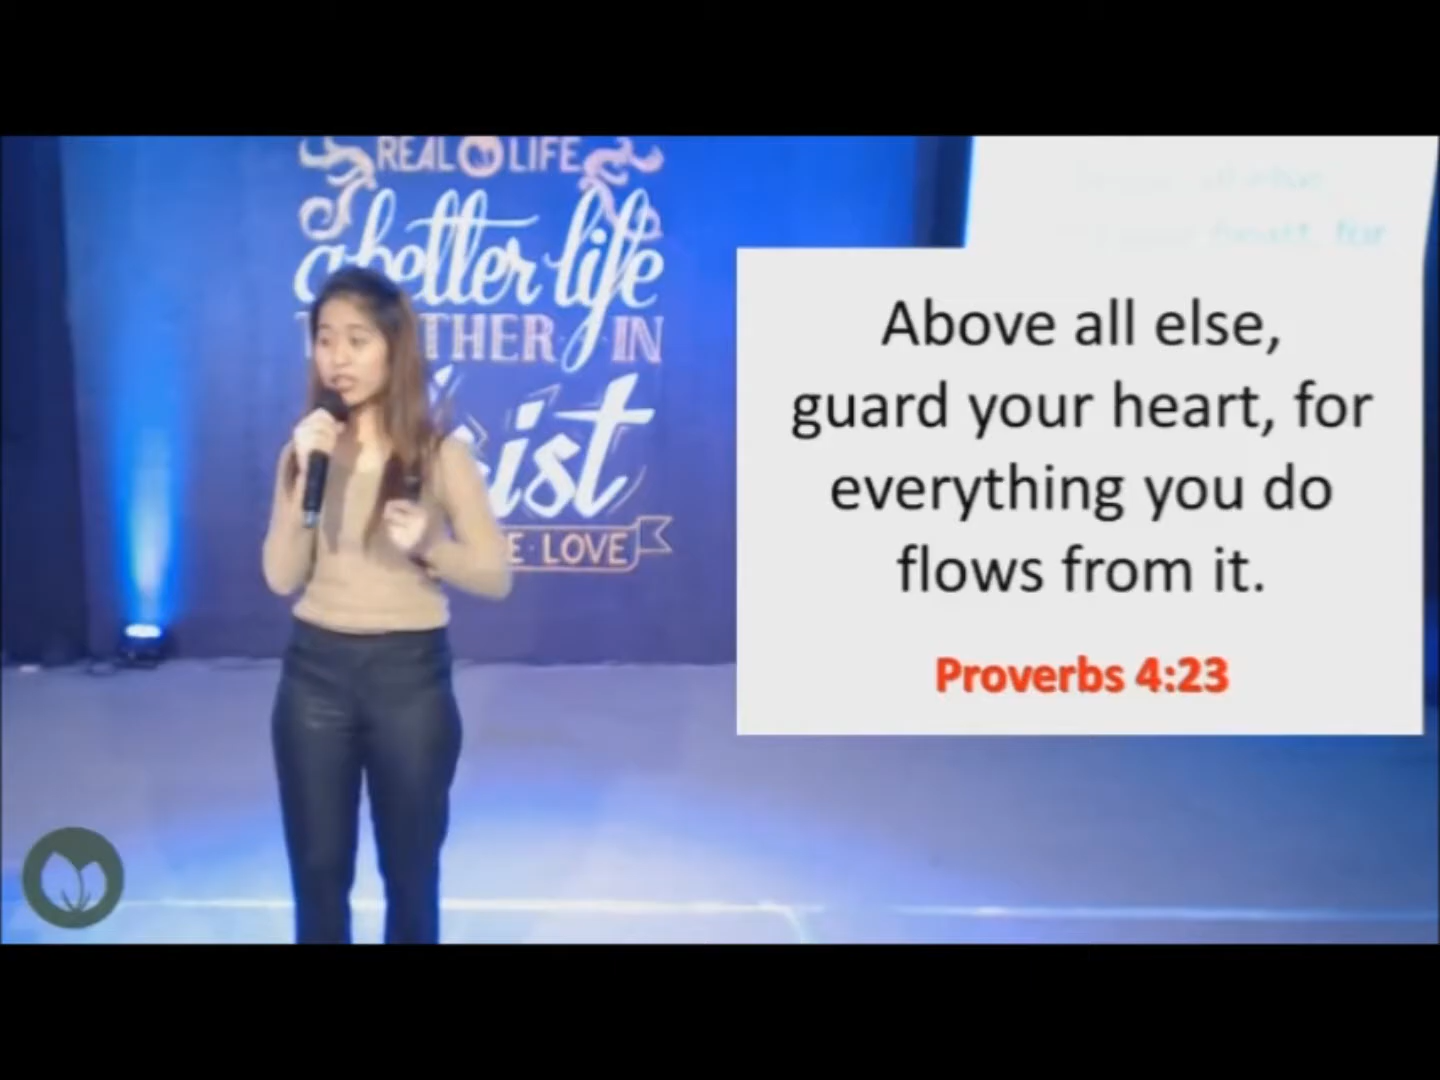 REAL LIFE
a better life
THER IN
ist
E · LOVE
Above all else,
guard your heart, for
everything you do
flows from it.
Proverbs 4:23